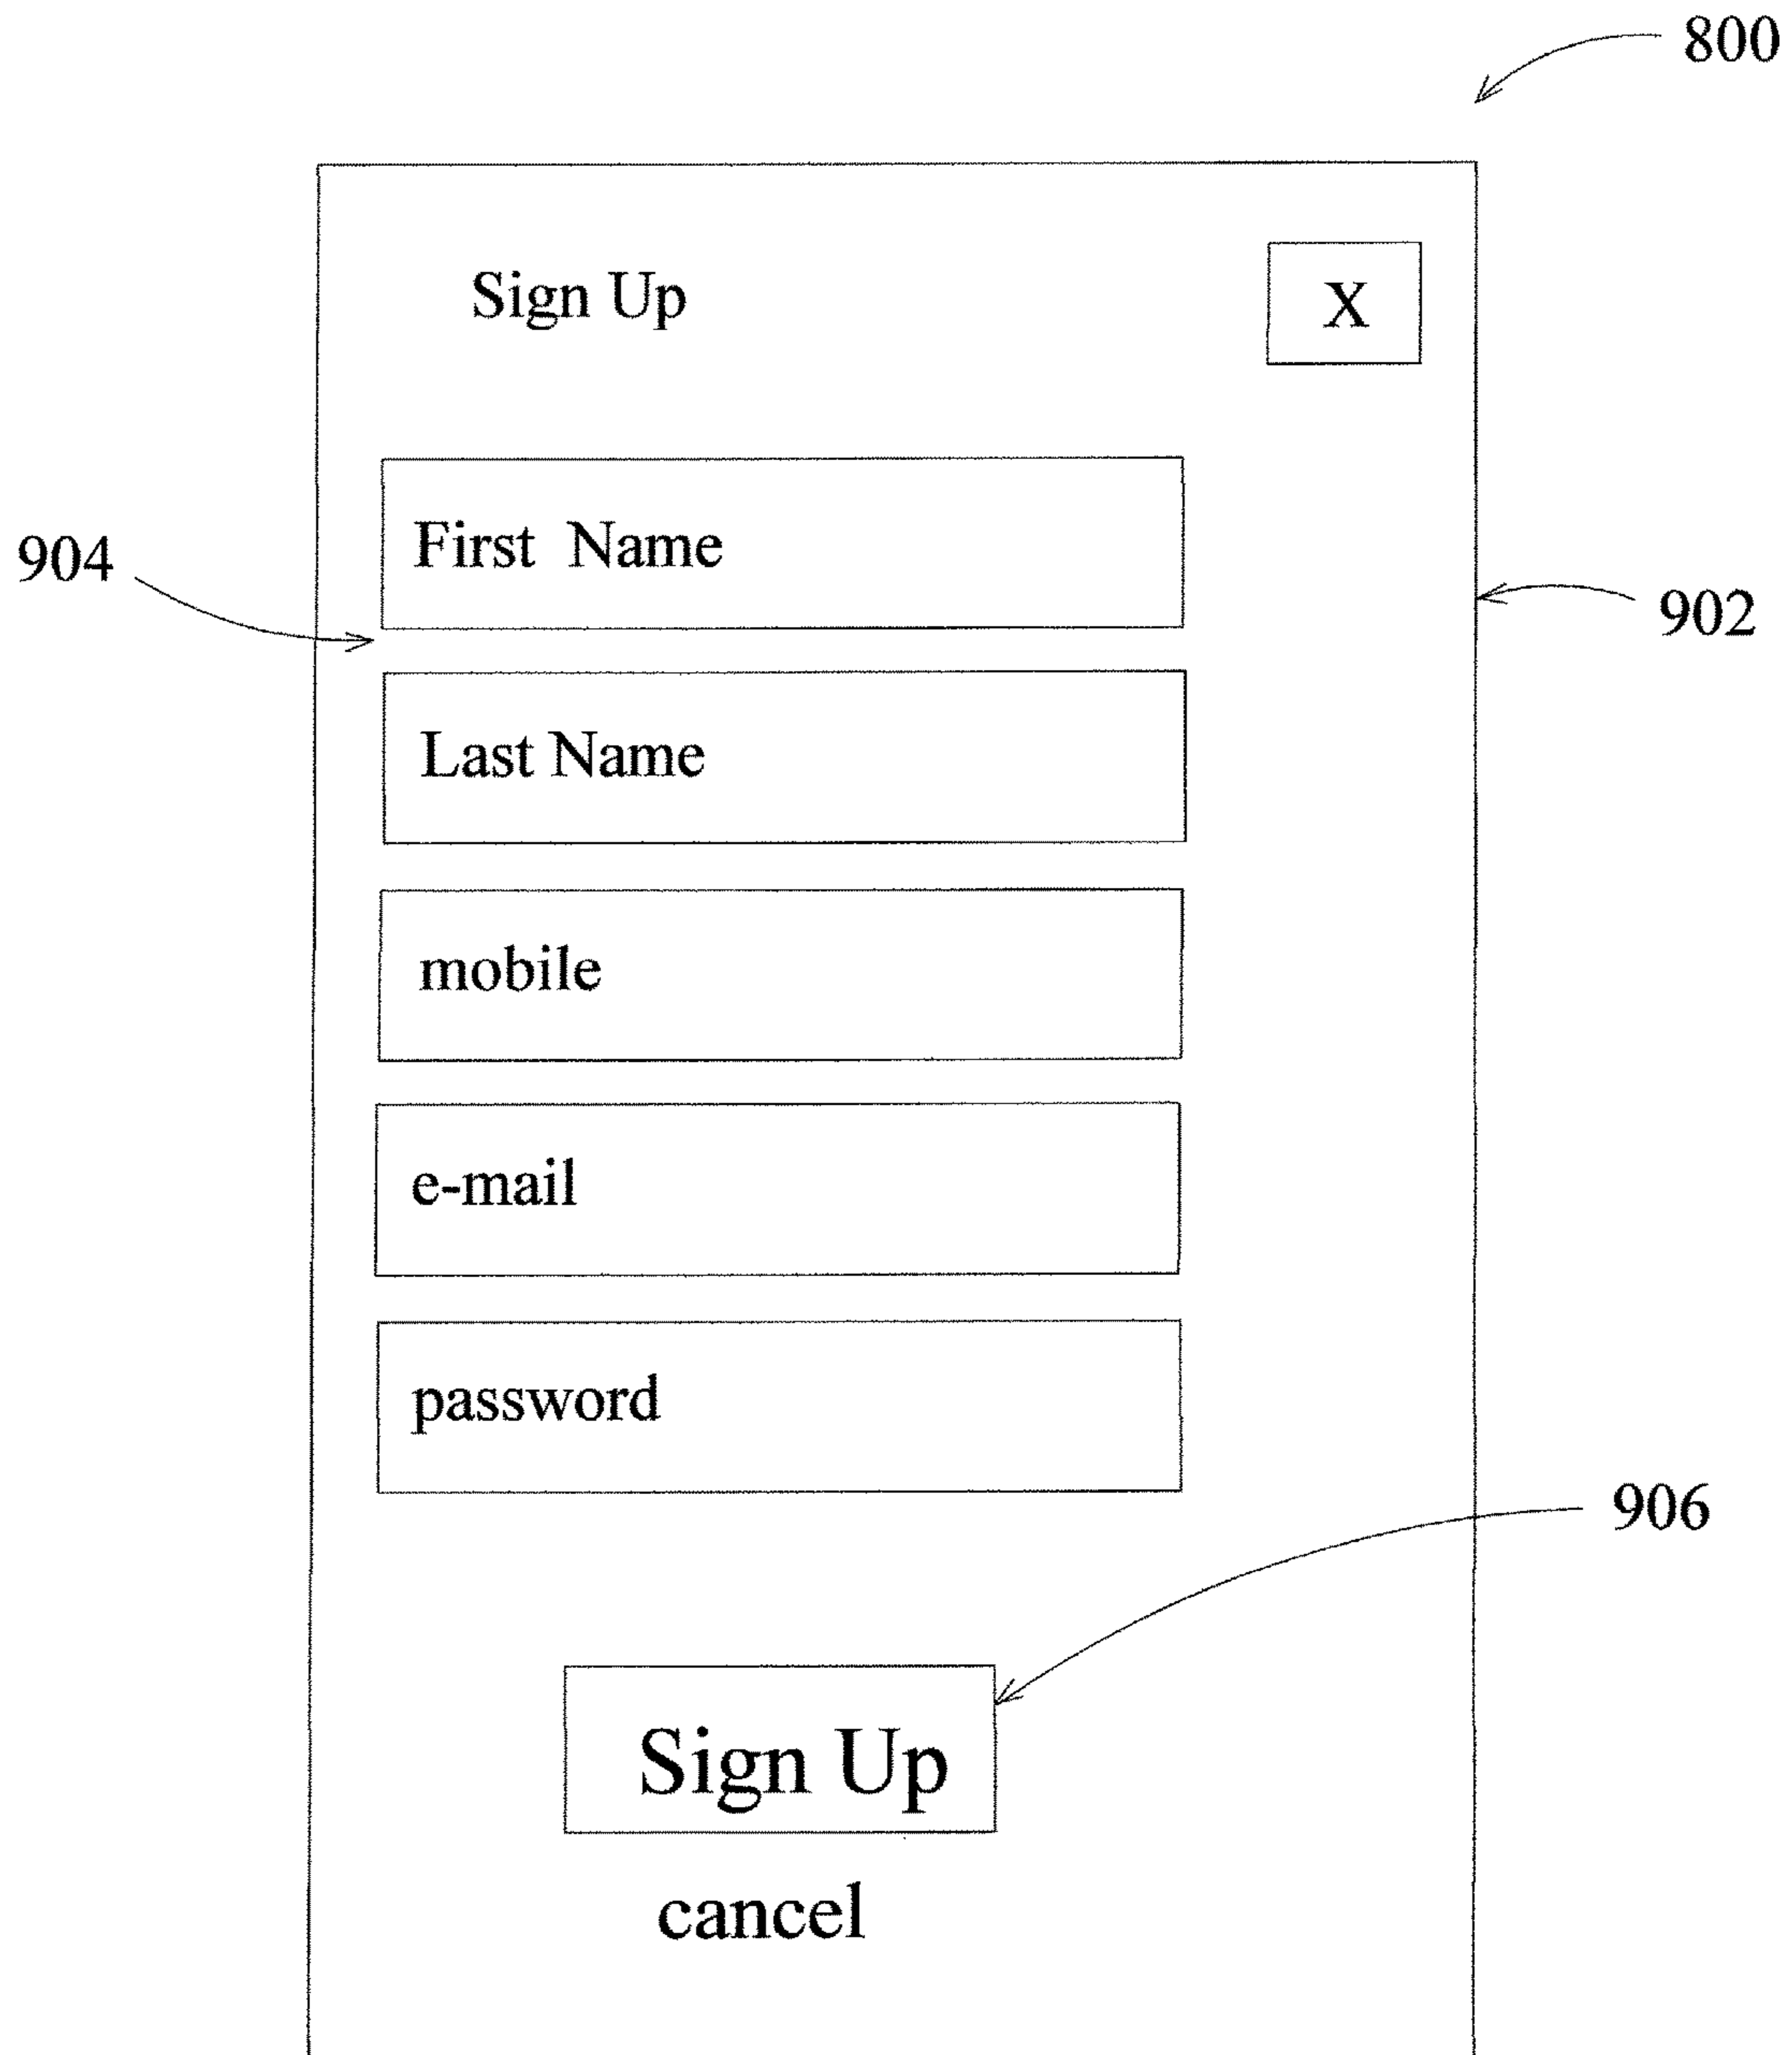 800
Sign Up
X
First Name
904
902
Last Name
mobile
e-mail
password
906
Sign Up
cancel